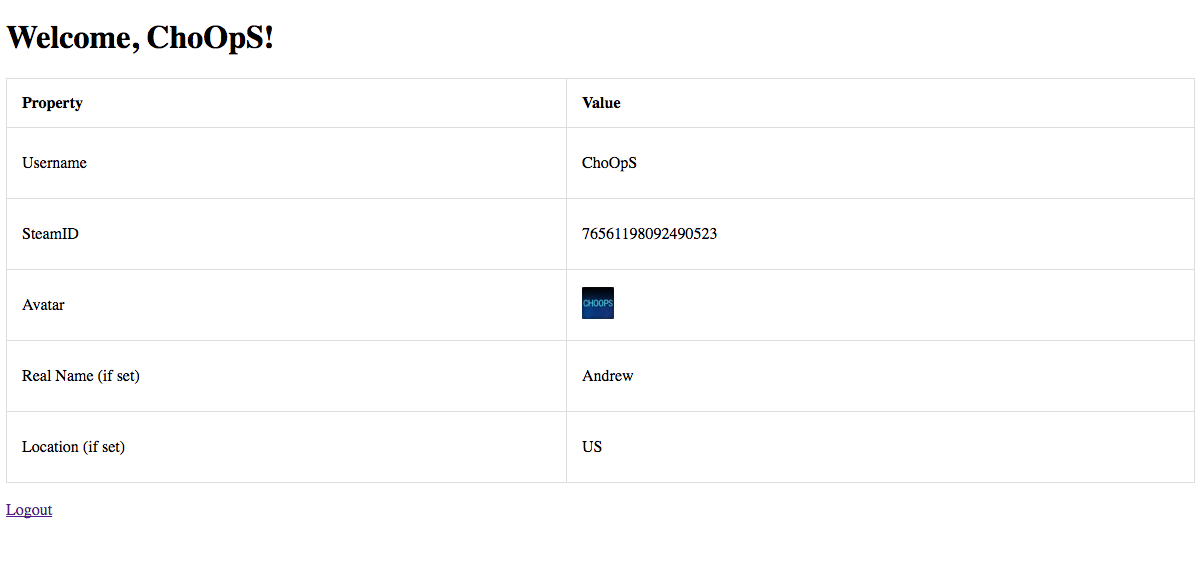 Welcome, ChoOpS!
Property Value
Username ChoOpS
SteamID 76561198092490523
Avatar CHOOPS
Real Name (if set) Andrew
Location (if set) US
Logout